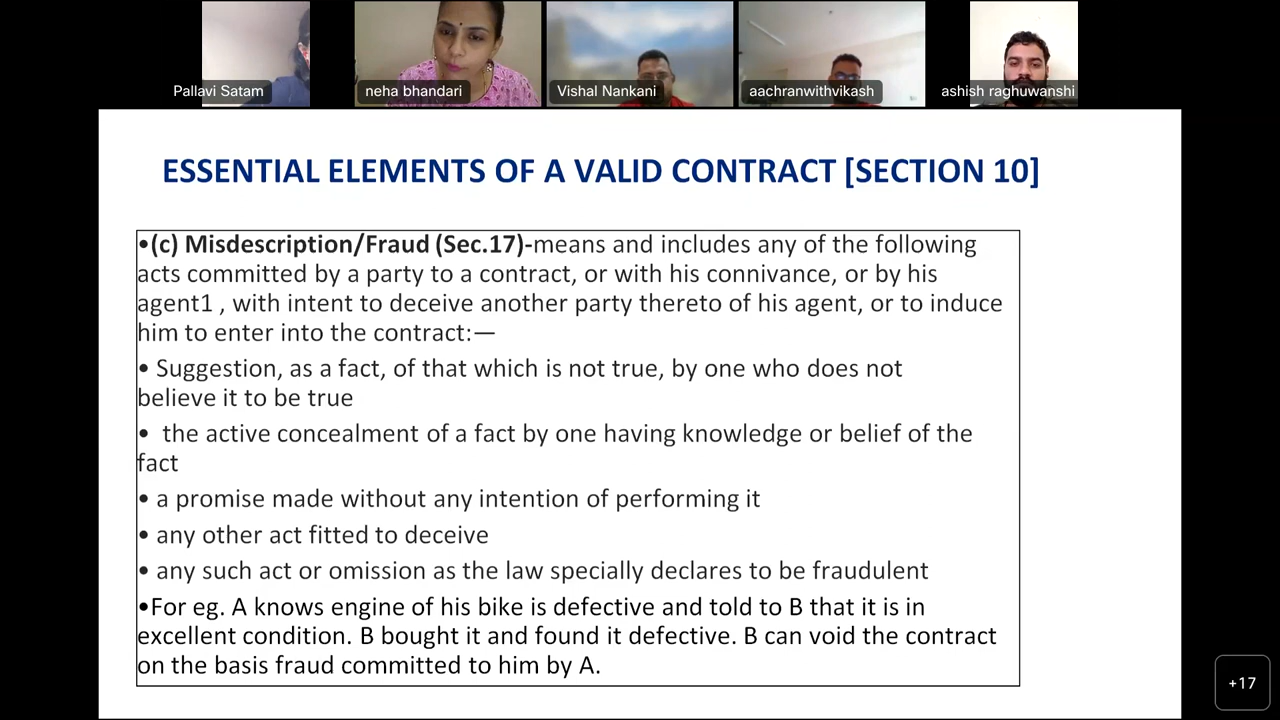 Pallavi Satam
neha bhandari
Vishal Nankani
aachranwithvikash
ashish raghuwanshi
ESSENTIAL ELEMENTS OF A VALID CONTRACT [SECTION 10]
•(c) Misdescription/Fraud (Sec.17)-means and includes any of the following
acts committed by a party to a contract, or with his connivance, or by his
agent1 , with intent to deceive another party thereto of his agent, or to induce
him to enter into the contract:—
• Suggestion, as a fact, of that which is not true, by one who does not
believe it to be true
• the active concealment of a fact by one having knowledge or belief of the
fact
• a promise made without any intention of performing it
• any other act fitted to deceive
• any such act or omission as the law specially declares to be fraudulent
•For eg. A knows engine of his bike is defective and told to B that it is in
excellent condition. B bought it and found it defective. B can void the contract
on the basis fraud committed to him by A.
+17